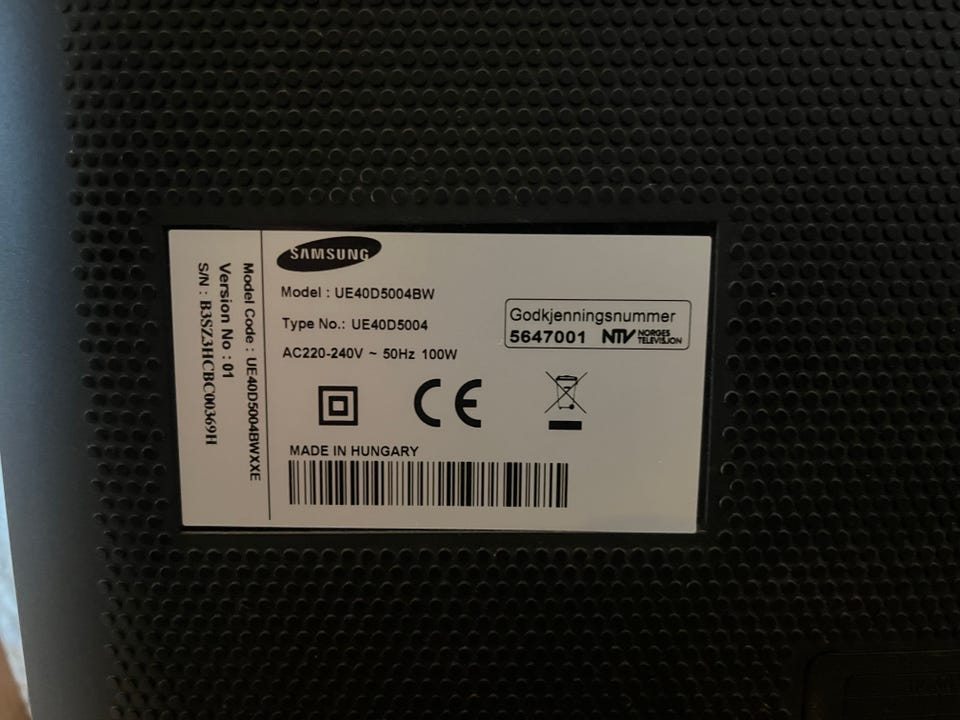 SAMSUNG
Model : UE40D5004BW
Type No.: UE40D5004
AC220-240V ~ 50Hz 100W
Godkjenningsnummer
5647001 NTV NORGES TELEVISJON
CE
MADE IN HUNGARY
Model Code : UE40D5004BWXXE
Version No : 01
S/N : B3SZ3HCBC00369H